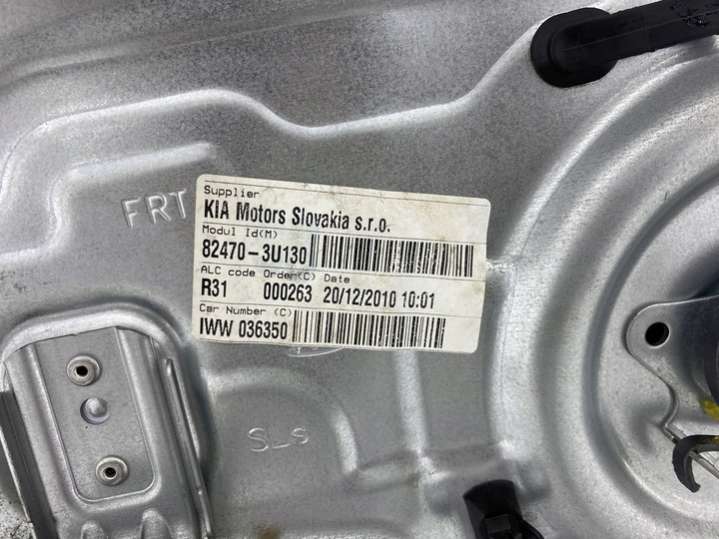 FRT
Supplier
KIA Motors Slovakia s.r.o.
Modul Id(M)
82470-3U130
ALC code Order(C) Date
R31 000263 20/12/2010 10:01
Car Number (C)
IWW 036350
S_S